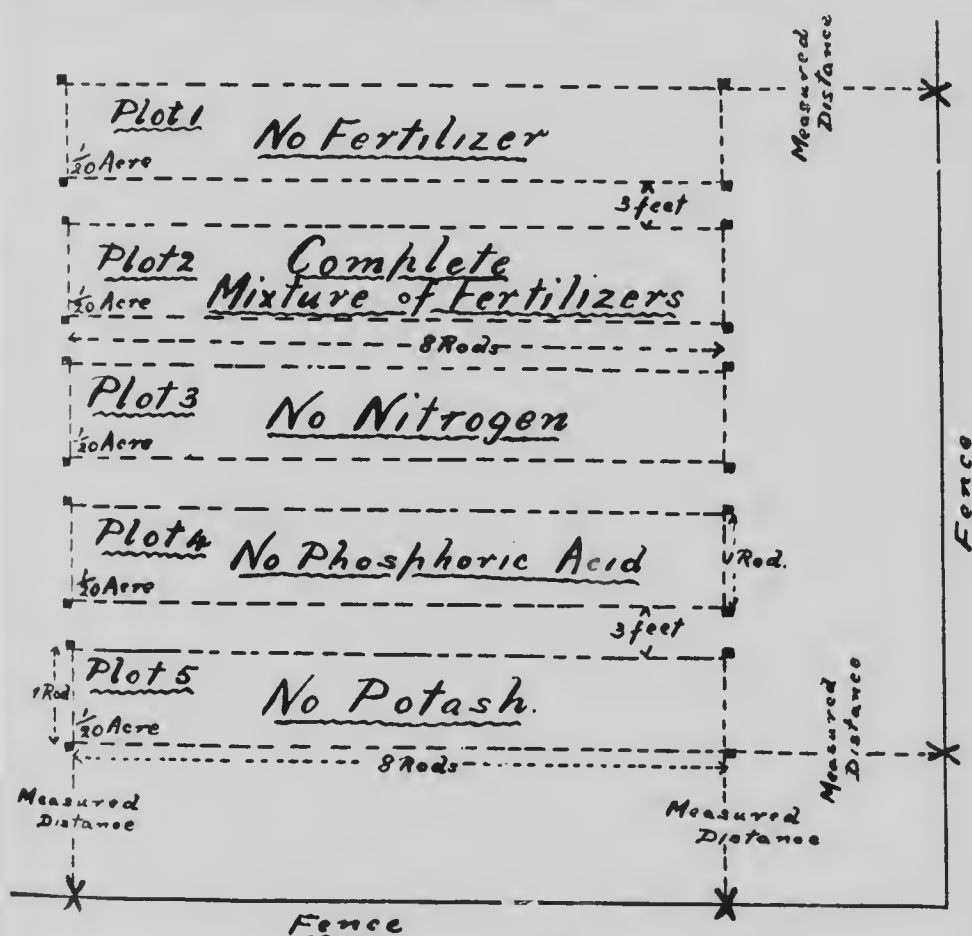 Measured
Distance
Plot 1
No Fertilizer
1/20 Acre
3 feet
Plot 2
Complete
Mixture of Fertilizers
1/20 Acre
8 Rods
Plot 3
No Nitrogen
1/20 Acre
Fence
Plot 4
No Phosphoric Acid
1/20 Acre
1 Rod.
3 feet
Plot 5
No Potash.
1 Rod
1/20 Acre
8 Rods
Measured
Distance
Measured
Distance
Measured
Distance
Fence